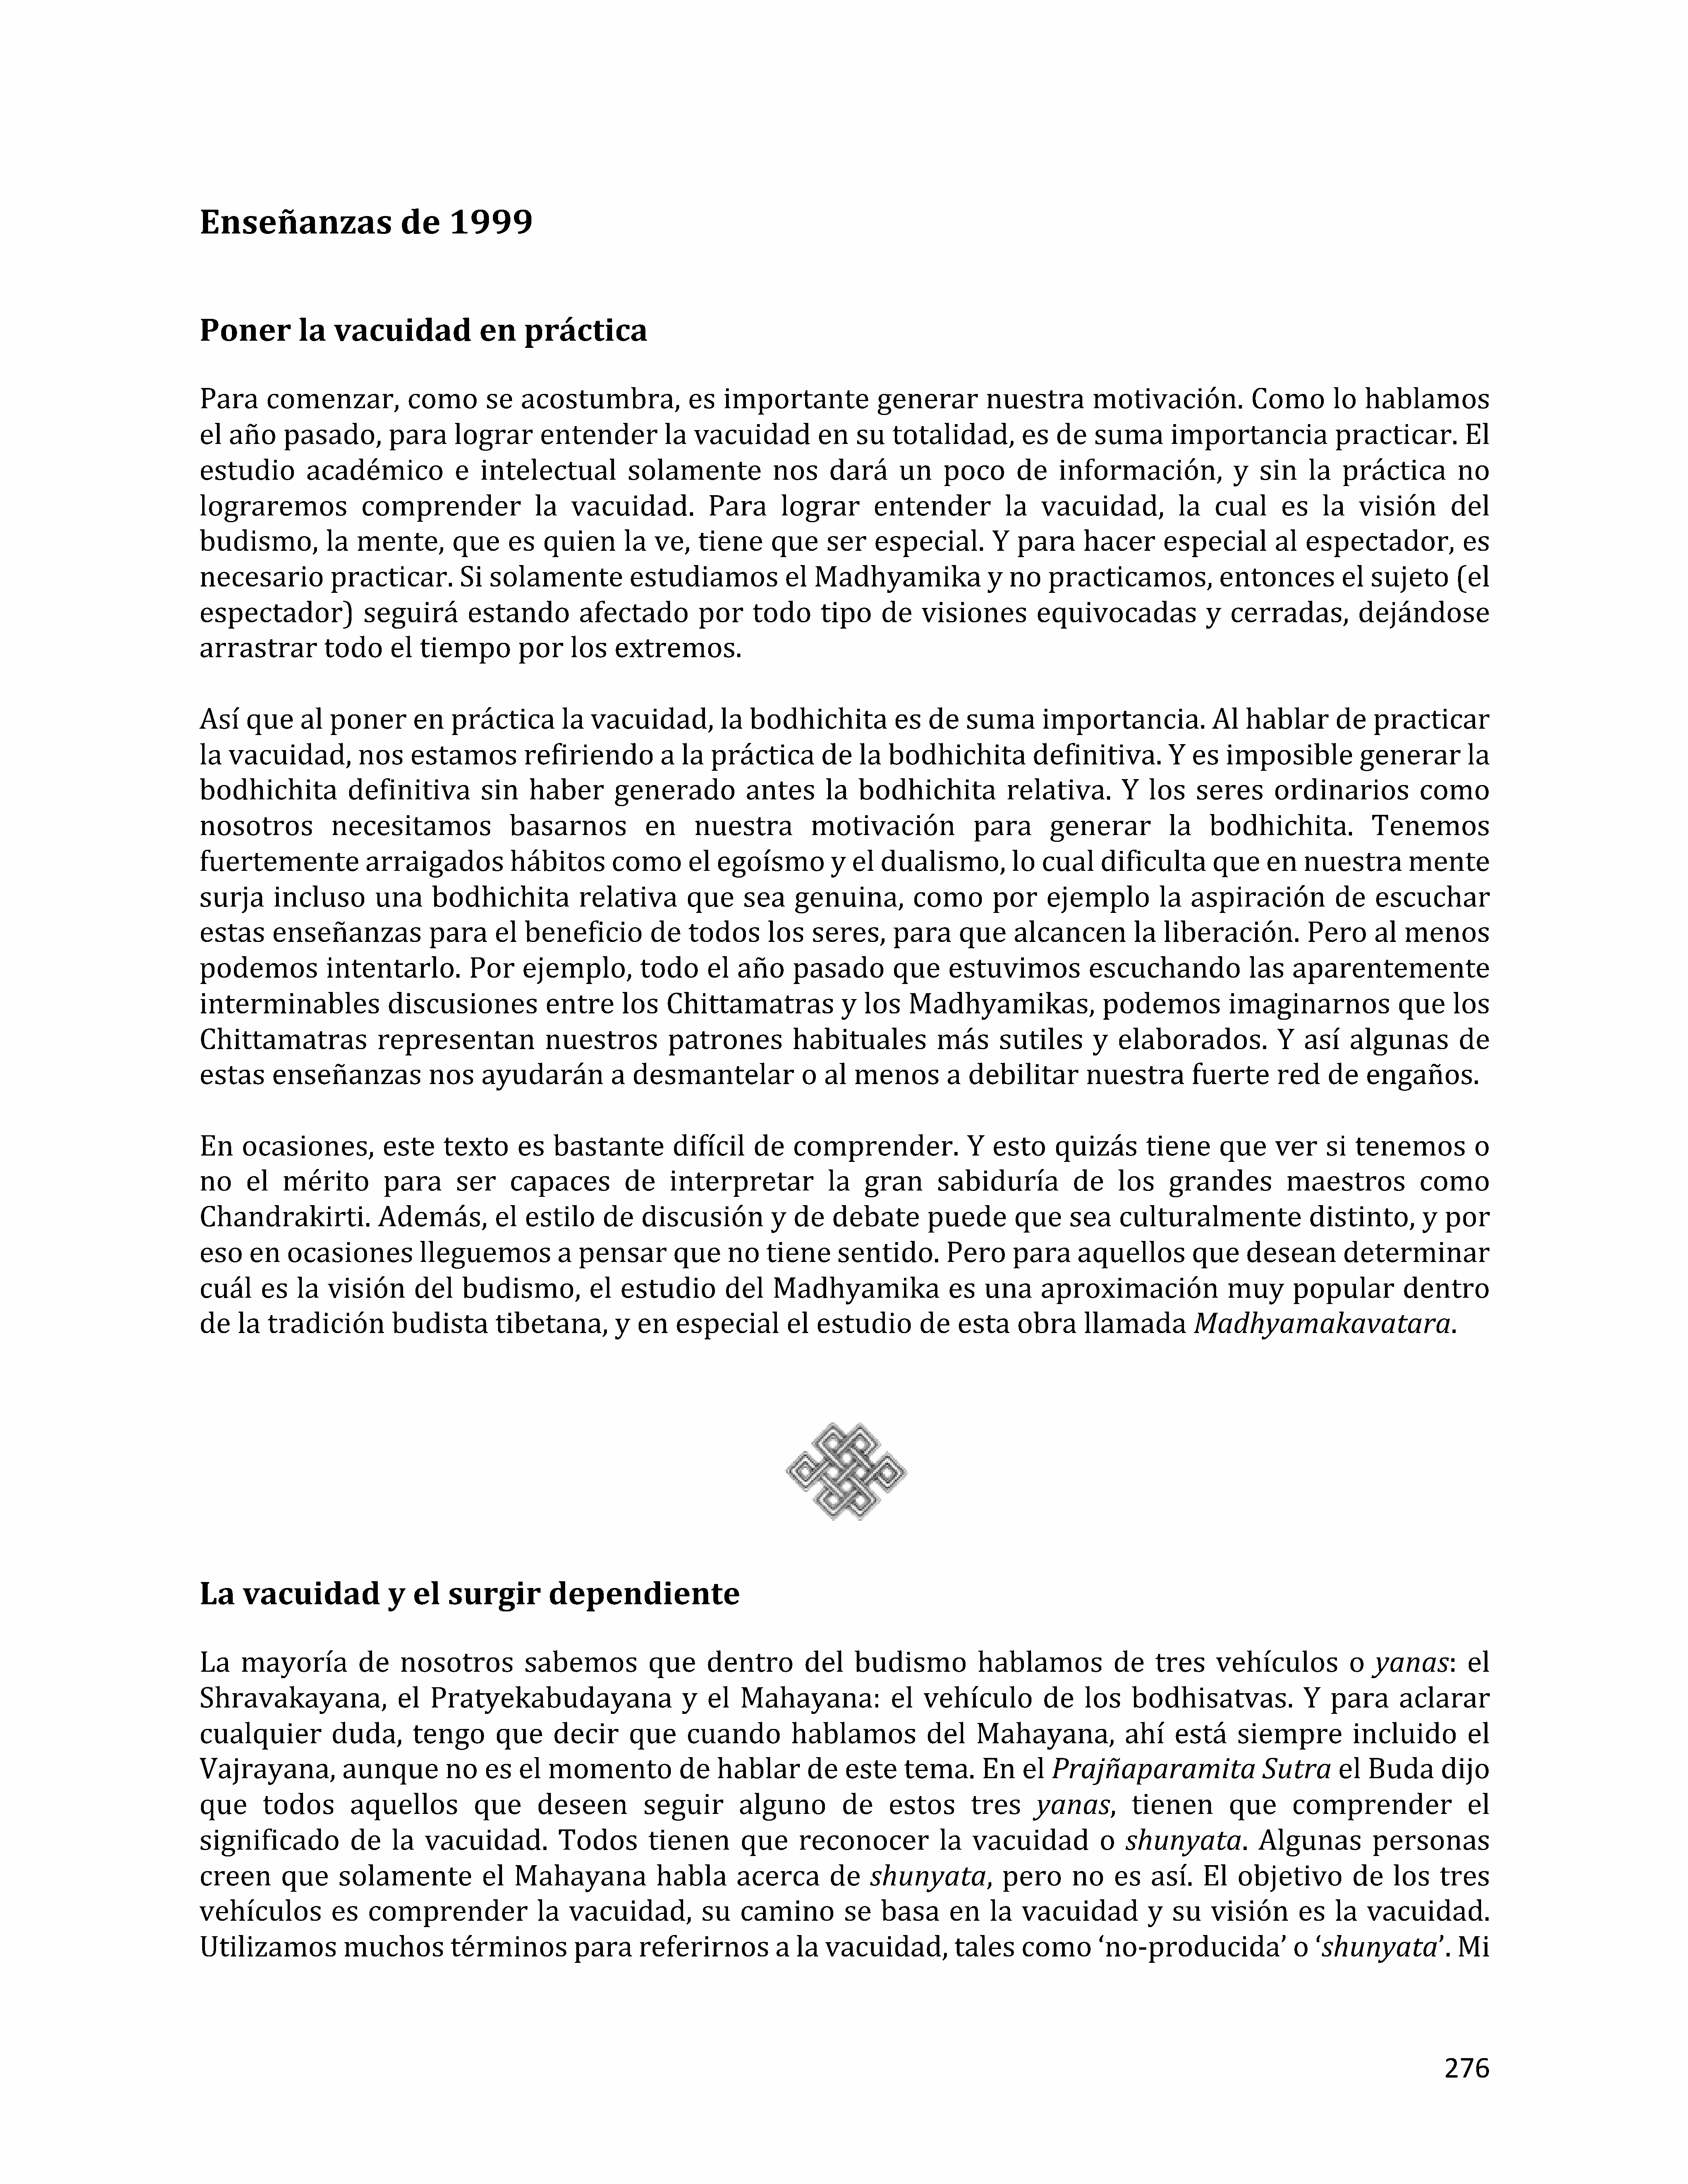 Enseñanzas de 1999
Poner la vacuidad en práctica
Para comenzar, como se acostumbra, es importante generar nuestra motivación. Como lo hablamos
el año pasado, para lograr entender la vacuidad en su totalidad, es de suma importancia practicar. El
estudio académico e intelectual solamente nos dará un poco de información, y sin la práctica no
lograremos comprender la vacuidad. Para lograr entender la vacuidad, la cual es la visión del
budismo, la mente, que es quien la ve, tiene que ser especial. Y para hacer especial al espectador, es
necesario practicar. Si solamente estudiamos el Madhyamika y no practicamos, entonces el sujeto (el
espectador) seguirá estando afectado por todo tipo de visiones equivocadas y cerradas, dejándose
arrastrar todo el tiempo por los extremos.
Así que al poner en práctica la vacuidad, la bodhichita es de suma importancia. Al hablar de practicar
la vacuidad, nos estamos refiriendo a la práctica de la bodhichita definitiva. Y es imposible generar la
bodhichita definitiva sin haber generado antes la bodhichita relativa. Y los seres ordinarios como
nosotros necesitamos basarnos en nuestra motivación para generar la bodhichita. Tenemos
fuertemente arraigados hábitos como el egoísmo y el dualismo, lo cual dificulta que en nuestra mente
surja incluso una bodhichita relativa que sea genuina, como por ejemplo la aspiración de escuchar
estas enseñanzas para el beneficio de todos los seres, para que alcancen la liberación. Pero al menos
podemos intentarlo. Por ejemplo, todo el año pasado que estuvimos escuchando las aparentemente
interminables discusiones entre los Chittamatras y los Madhyamikas, podemos imaginarnos que los
Chittamatras representan nuestros patrones habituales más sutiles y elaborados. Y así algunas de
estas enseñanzas nos ayudarán a desmantelar o al menos a debilitar nuestra fuerte red de engaños.
En ocasiones, este texto es bastante difícil de comprender. Y esto quizás tiene que ver si tenemos o
no el mérito para ser capaces de interpretar la gran sabiduría de los grandes maestros como
Chandrakirti. Además, el estilo de discusión y de debate puede que sea culturalmente distinto, y por
eso en ocasiones lleguemos a pensar que no tiene sentido. Pero para aquellos que desean determinar
cuál es la visión del budismo, el estudio del Madhyamika es una aproximación muy popular dentro
de la tradición budista tibetana, y en especial el estudio de esta obra llamada Madhyamakavatara.
La vacuidad y el surgir dependiente
La mayoría de nosotros sabemos que dentro del budismo hablamos de tres vehículos o yanas: el
Shravakayana, el Pratyekabudayana y el Mahayana: el vehículo de los bodhisatvas. Y para aclarar
cualquier duda, tengo que decir que cuando hablamos del Mahayana, ahí está siempre incluido el
Vajrayana, aunque no es el momento de hablar de este tema. En el Prajñaparamita Sutra el Buda dijo
que todos aquellos que deseen seguir alguno de estos tres yanas, tienen que comprender el
significado de la vacuidad. Todos tienen que reconocer la vacuidad o shunyata. Algunas personas
creen que solamente el Mahayana habla acerca de shunyata, pero no es así. El objetivo de los tres
vehículos es comprender la vacuidad, su camino se basa en la vacuidad y su visión es la vacuidad.
Utilizamos muchos términos para referirnos a la vacuidad, tales como ‘no-producida’ o ‘shunyata’. Mi
276